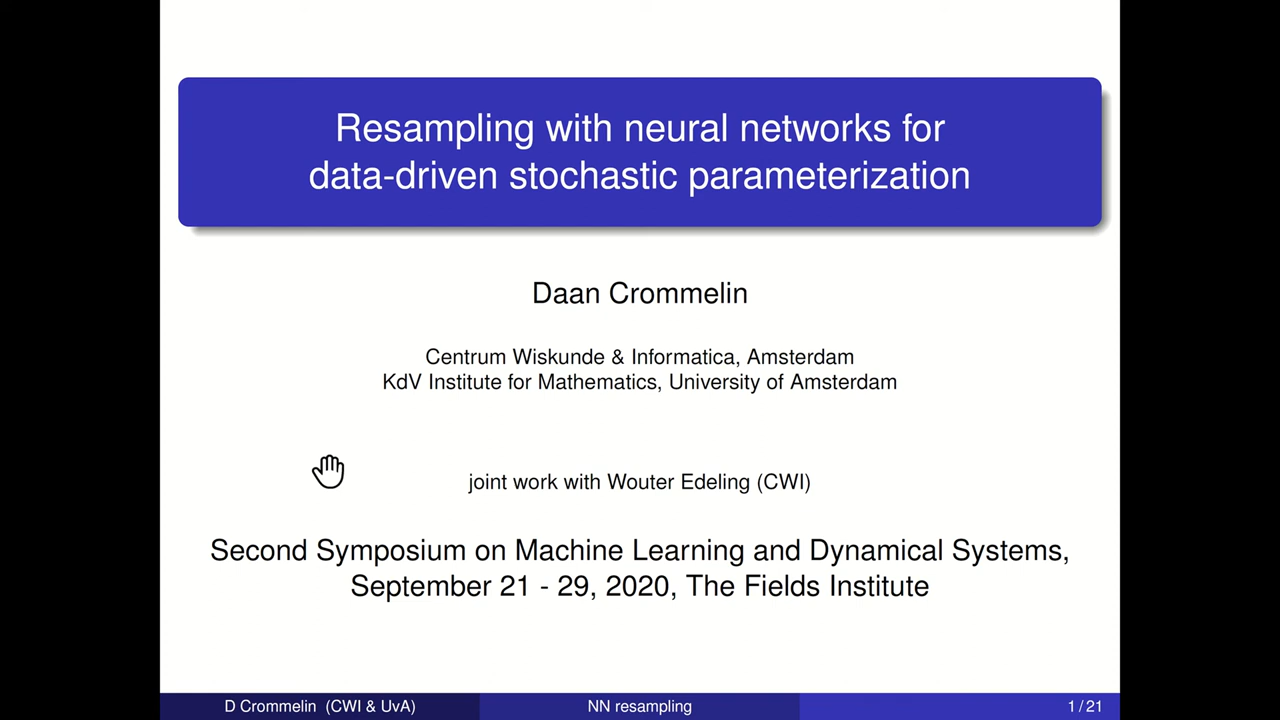 Resampling with neural networks for
data-driven stochastic parameterization
Daan Crommelin
Centrum Wiskunde & Informatica, Amsterdam
KdV Institute for Mathematics, University of Amsterdam
joint work with Wouter Edeling (CWI)
Second Symposium on Machine Learning and Dynamical Systems,
September 21 - 29, 2020, The Fields Institute
D Crommelin (CWI & UvA) NN resampling 1 / 21